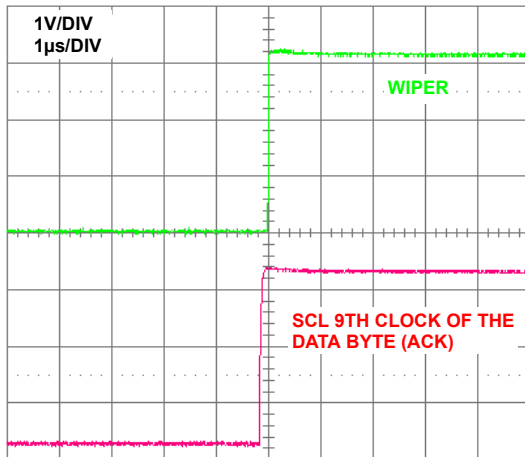 1V/DIV
1µs/DIV
WIPER
SCL 9TH CLOCK OF THE
DATA BYTE (ACK)